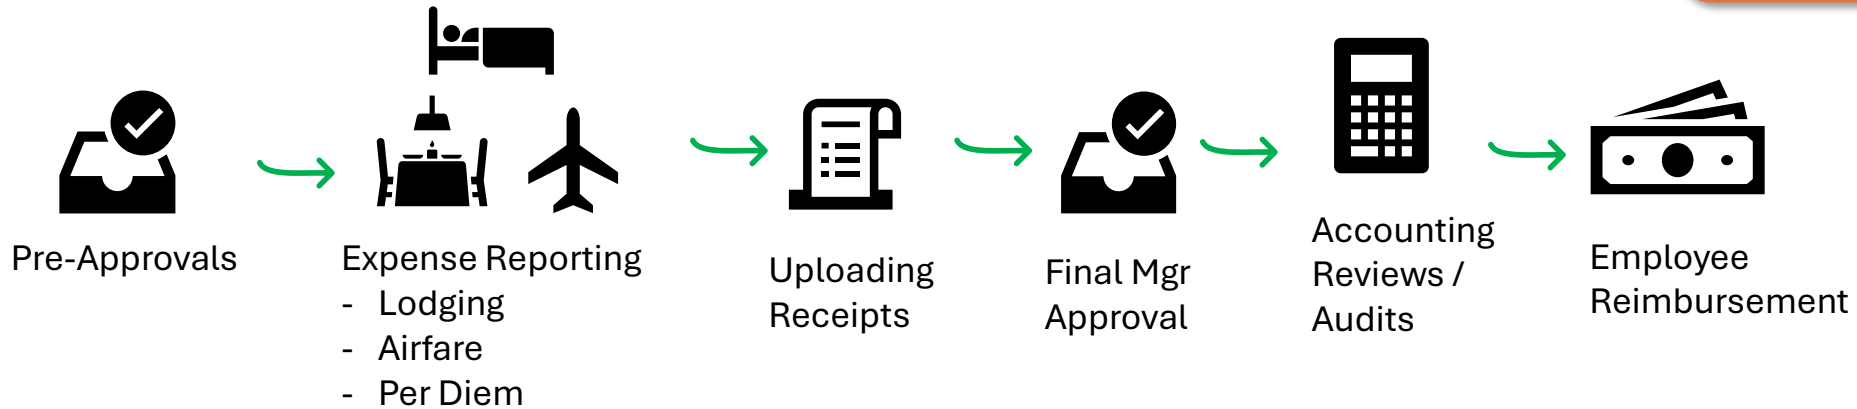 Pre-Approvals
Expense Reporting
- Lodging
- Airfare
- Per Diem
Uploading
Receipts
Final Mgr
Approval
Accounting
Reviews /
Audits
Employee
Reimbursement